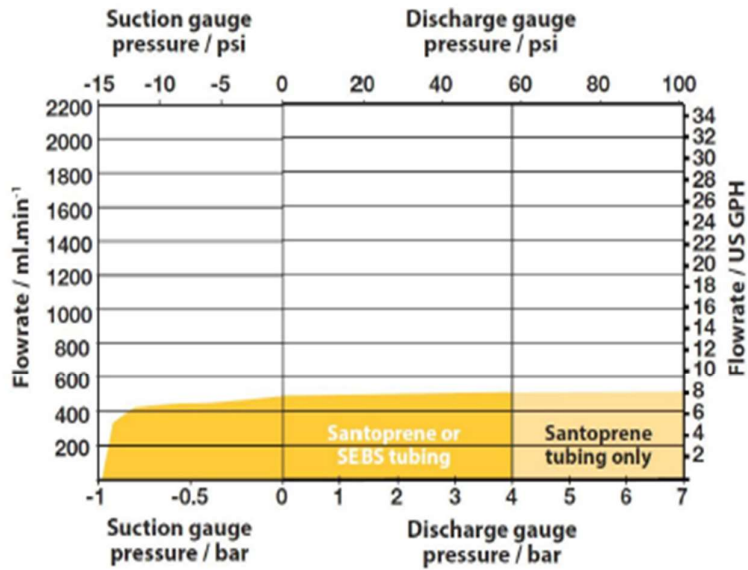 Suction gauge Discharge gauge
pressure / psi pressure / psi
-15 -10 -5 0 20 40 60 80 100
2200
2000
1800
1600
1400
1200
1000
800
600
400
200
Flowrate / ml.min⁻¹
34
32
30
28
26
24
22
20
18
16
14
12
10
8
6
4
2
Flowrate / US GPH
Santoprene or
SEBS tubing
Santoprene
tubing only
-1 -0.5 0 1 2 3 4 5 6 7
Suction gauge Discharge gauge
pressure / bar pressure / bar